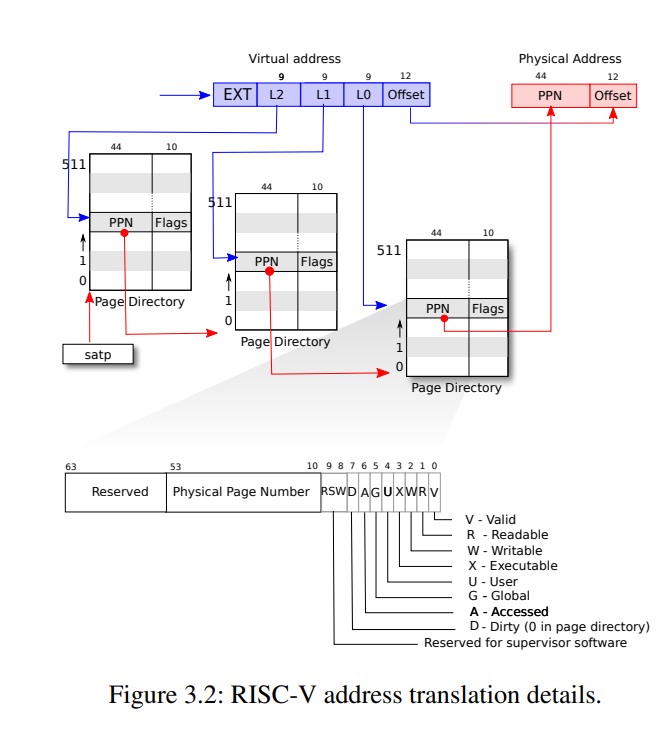 Virtual address
Physical Address
9 9 9 12
44 12
EXT L2 L1 L0 Offset
PPN Offset
44 10
511
PPN Flags
1
0
Page Directory
satp
44 10
511
PPN Flags
1
0
Page Directory
44 10
511
PPN Flags
1
0
Page Directory
63 53 10 9 8 7 6 5 4 3 2 1 0
Reserved Physical Page Number RSW D A G U X W R V
V - Valid
R - Readable
W - Writable
X - Executable
U - User
G - Global
A - Accessed
D - Dirty (0 in page directory)
Reserved for supervisor software
Figure 3.2: RISC-V address translation details.